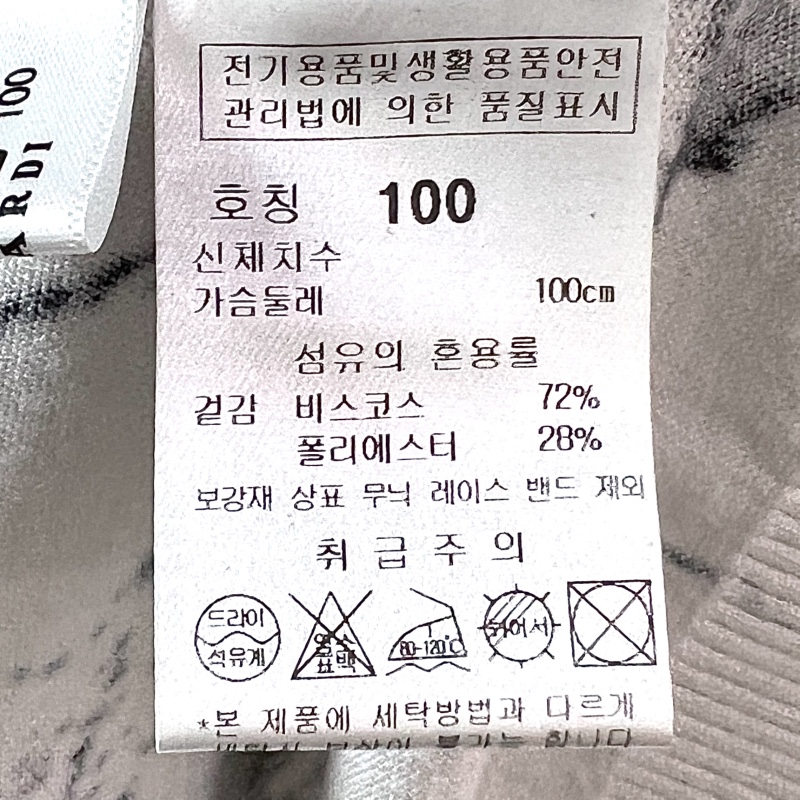 100
ARDI
전기용품및생활용품안전
관리법에 의한 품질표시
호칭 100
신체치수
가슴둘레 100cm
섬유의 혼용률
겉감 비스코스 72%
폴리에스터 28%
보강재 상표 무늬 레이스 밴드 제외
취급주의
드라이
석유계
염소
표백
80-120℃
뉘어서
*본 제품에 세탁방법과 다르게